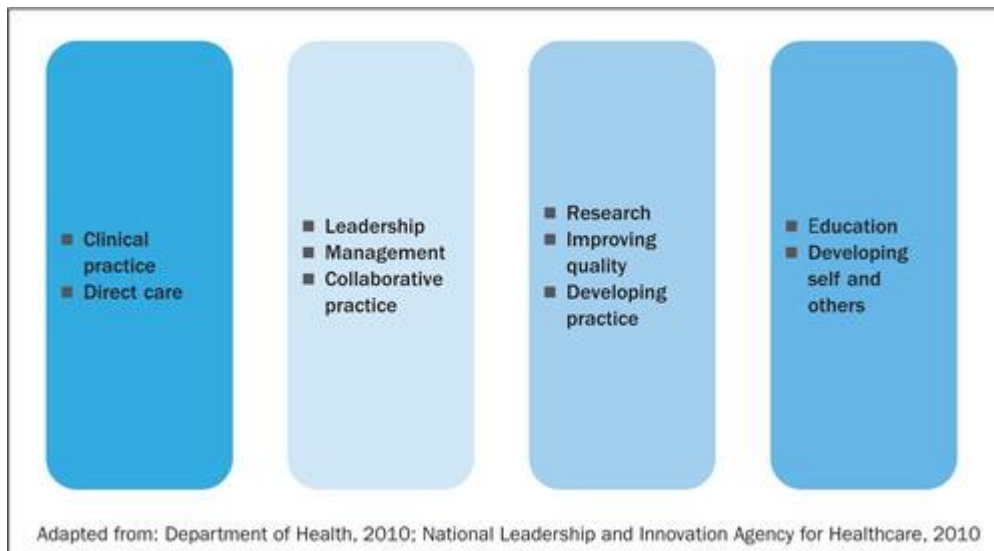 ■ Clinical
practice
■ Direct care
■ Leadership
■ Management
■ Collaborative
practice
■ Research
■ Improving
quality
■ Developing
practice
■ Education
■ Developing
self and
others
Adapted from: Department of Health, 2010; National Leadership and Innovation Agency for Healthcare, 2010